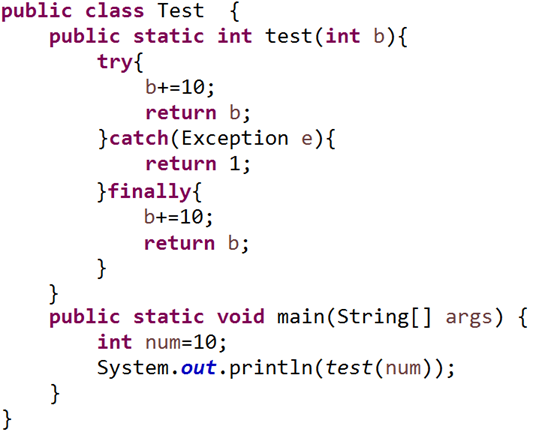 public class Test  {
    public static int test(int b){
        try{
            b+=10;
            return b;
        }catch(Exception e){
            return 1;
        }finally{
            b+=10;
            return b;
        }
    }
    public static void main(String[] args) {
        int num=10;
        System.out.println(test(num));
    }
}